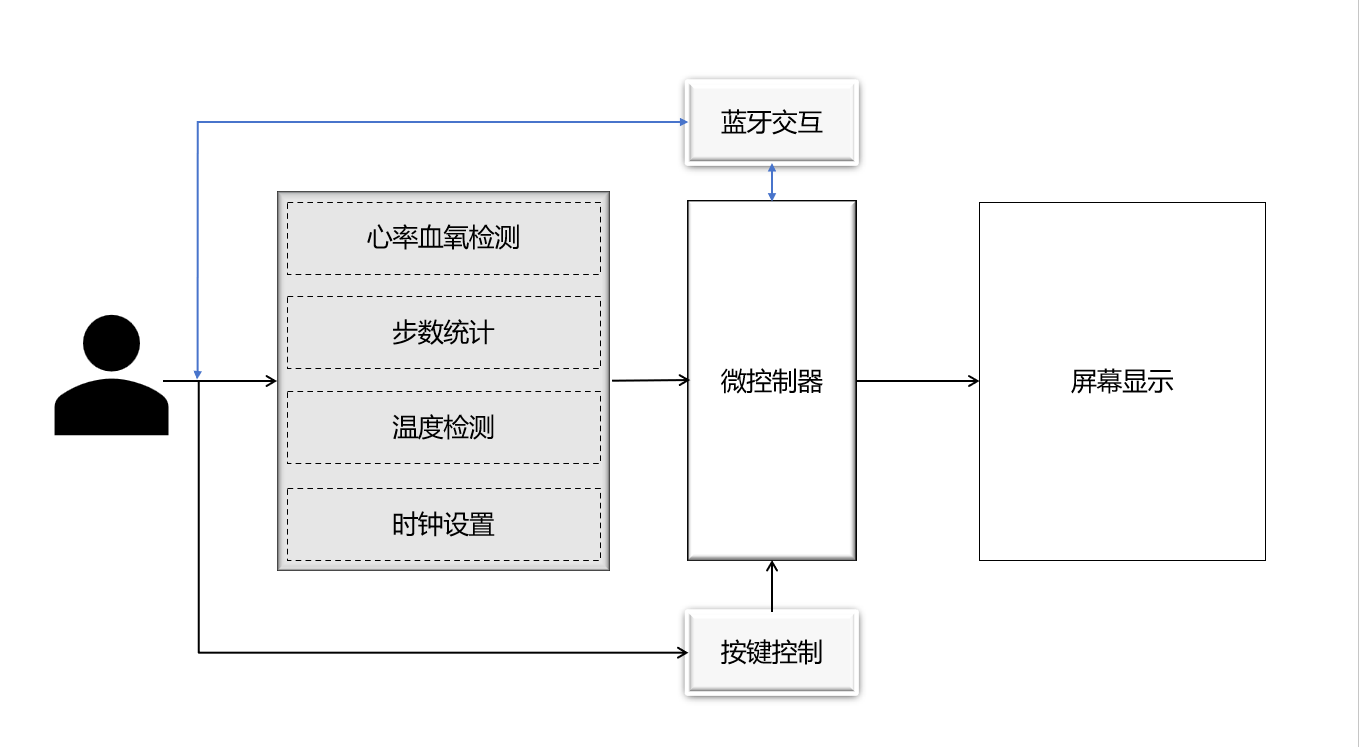 蓝牙交互
心率血氧检测
步数统计
温度检测
时钟设置
微控制器
屏幕显示
按键控制